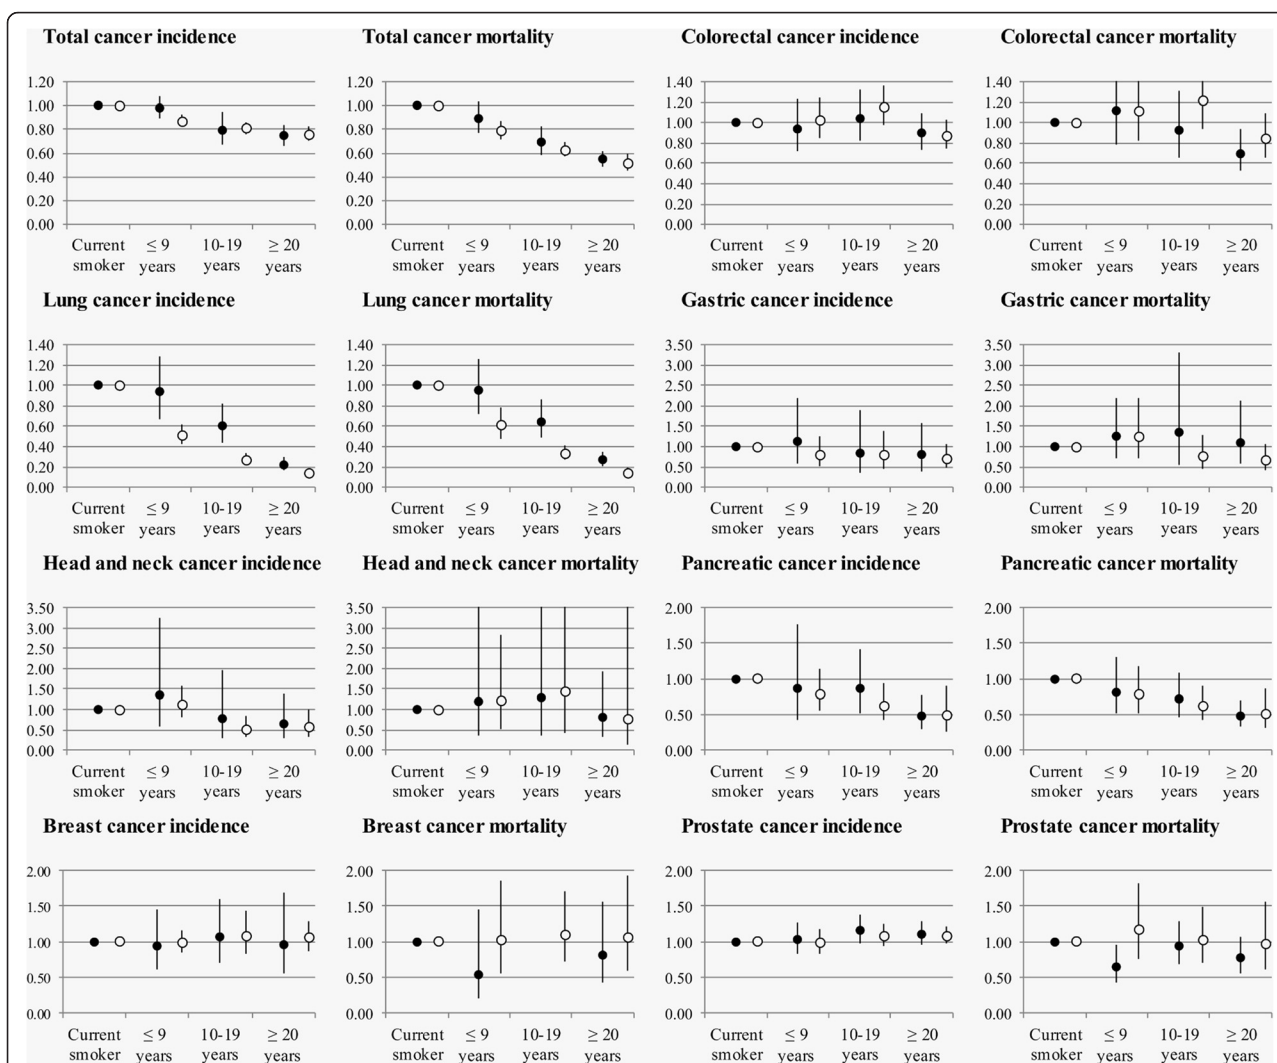 Total cancer incidence
1.20
1.00
0.80
0.60
0.40
0.20
0.00
Current smoker
≤ 9 years
10-19 years
≥ 20 years
Total cancer mortality
1.20
1.00
0.80
0.60
0.40
0.20
0.00
Current smoker
≤ 9 years
10-19 years
≥ 20 years
Colorectal cancer incidence
1.40
1.20
1.00
0.80
0.60
0.40
0.20
0.00
Current smoker
≤ 9 years
10-19 years
≥ 20 years
Colorectal cancer mortality
1.40
1.20
1.00
0.80
0.60
0.40
0.20
0.00
Current smoker
≤ 9 years
10-19 years
≥ 20 years
Lung cancer incidence
1.40
1.20
1.00
0.80
0.60
0.40
0.20
0.00
Current smoker
≤ 9 years
10-19 years
≥ 20 years
Lung cancer mortality
1.40
1.20
1.00
0.80
0.60
0.40
0.20
0.00
Current smoker
≤ 9 years
10-19 years
≥ 20 years
Gastric cancer incidence
3.50
3.00
2.50
2.00
1.50
1.00
0.50
0.00
Current smoker
≤ 9 years
10-19 years
≥ 20 years
Gastric cancer mortality
3.50
3.00
2.50
2.00
1.50
1.00
0.50
0.00
Current smoker
≤ 9 years
10-19 years
≥ 20 years
Head and neck cancer incidence
3.50
3.00
2.50
2.00
1.50
1.00
0.50
0.00
Current smoker
≤ 9 years
10-19 years
≥ 20 years
Head and neck cancer mortality
3.50
3.00
2.50
2.00
1.50
1.00
0.50
0.00
Current smoker
≤ 9 years
10-19 years
≥ 20 years
Pancreatic cancer incidence
2.00
1.50
1.00
0.50
0.00
Current smoker
≤ 9 years
10-19 years
≥ 20 years
Pancreatic cancer mortality
2.00
1.50
1.00
0.50
0.00
Current smoker
≤ 9 years
10-19 years
≥ 20 years
Breast cancer incidence
2.00
1.50
1.00
0.50
0.00
Current smoker
≤ 9 years
10-19 years
≥ 20 years
Breast cancer mortality
2.00
1.50
1.00
0.50
0.00
Current smoker
≤ 9 years
10-19 years
≥ 20 years
Prostate cancer incidence
2.00
1.50
1.00
0.50
0.00
Current smoker
≤ 9 years
10-19 years
≥ 20 years
Prostate cancer mortality
2.00
1.50
1.00
0.50
0.00
Current smoker
≤ 9 years
10-19 years
≥ 20 years